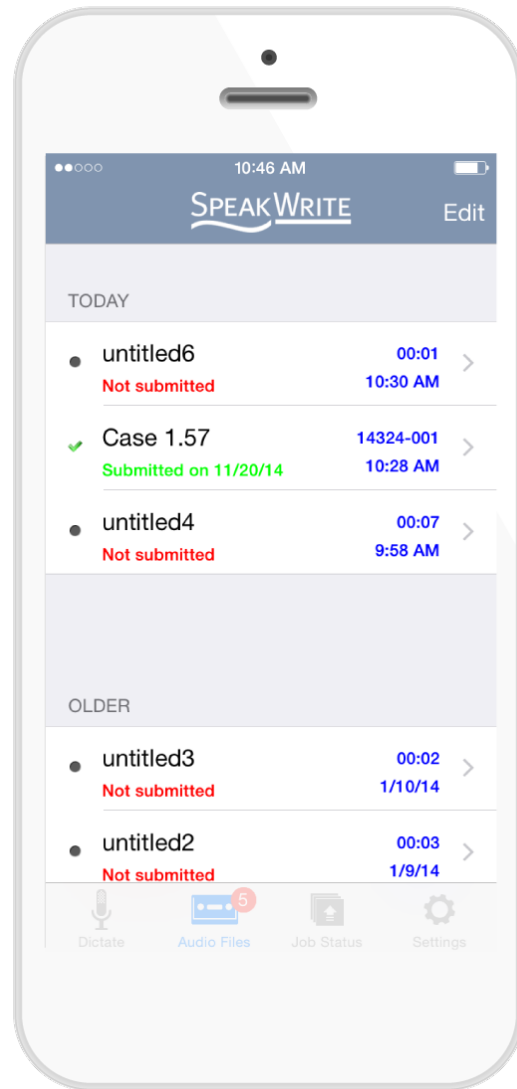 10:46 AM
SPEAKWRITE
Edit
TODAY
untitled6
00:01
Not submitted
10:30 AM
Case 1.57
14324-001
Submitted on 11/20/14
10:28 AM
untitled4
00:07
Not submitted
9:58 AM
OLDER
untitled3
00:02
Not submitted
1/10/14
untitled2
00:03
Not submitted
1/9/14
5
Dictate
Audio Files
Job Status
Settings